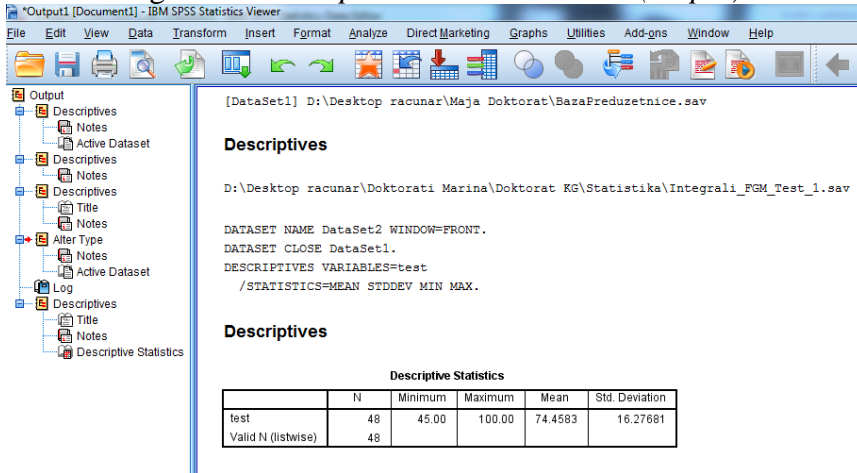 *Output1 [Document1] - IBM SPSS Statistics Viewer
File Edit View Data Transform Insert Format Analyze Direct Marketing Graphs Utilities Add-ons Window Help
Output
Descriptives
Notes
Active Dataset
Descriptives
Notes
Descriptives
Title
Notes
Alter Type
Notes
Active Dataset
Log
Descriptives
Title
Notes
Descriptive Statistics
[DataSet1] D:\Desktop racunar\Maja Doktorat\BazaPreduzetnice.sav
Descriptives
D:\Desktop racunar\Doktorati Marina\Doktorat KG\Statistika\Integrali_FGM_Test_1.sav
DATASET NAME DataSet2 WINDOW=FRONT.
DATASET CLOSE DataSet1.
DESCRIPTIVES VARIABLES=test
/STATISTICS=MEAN STDDEV MIN MAX.
Descriptives
Descriptive Statistics
N Minimum Maximum Mean Std. Deviation
test 48 45.00 100.00 74.4583 16.27681
Valid N (listwise) 48